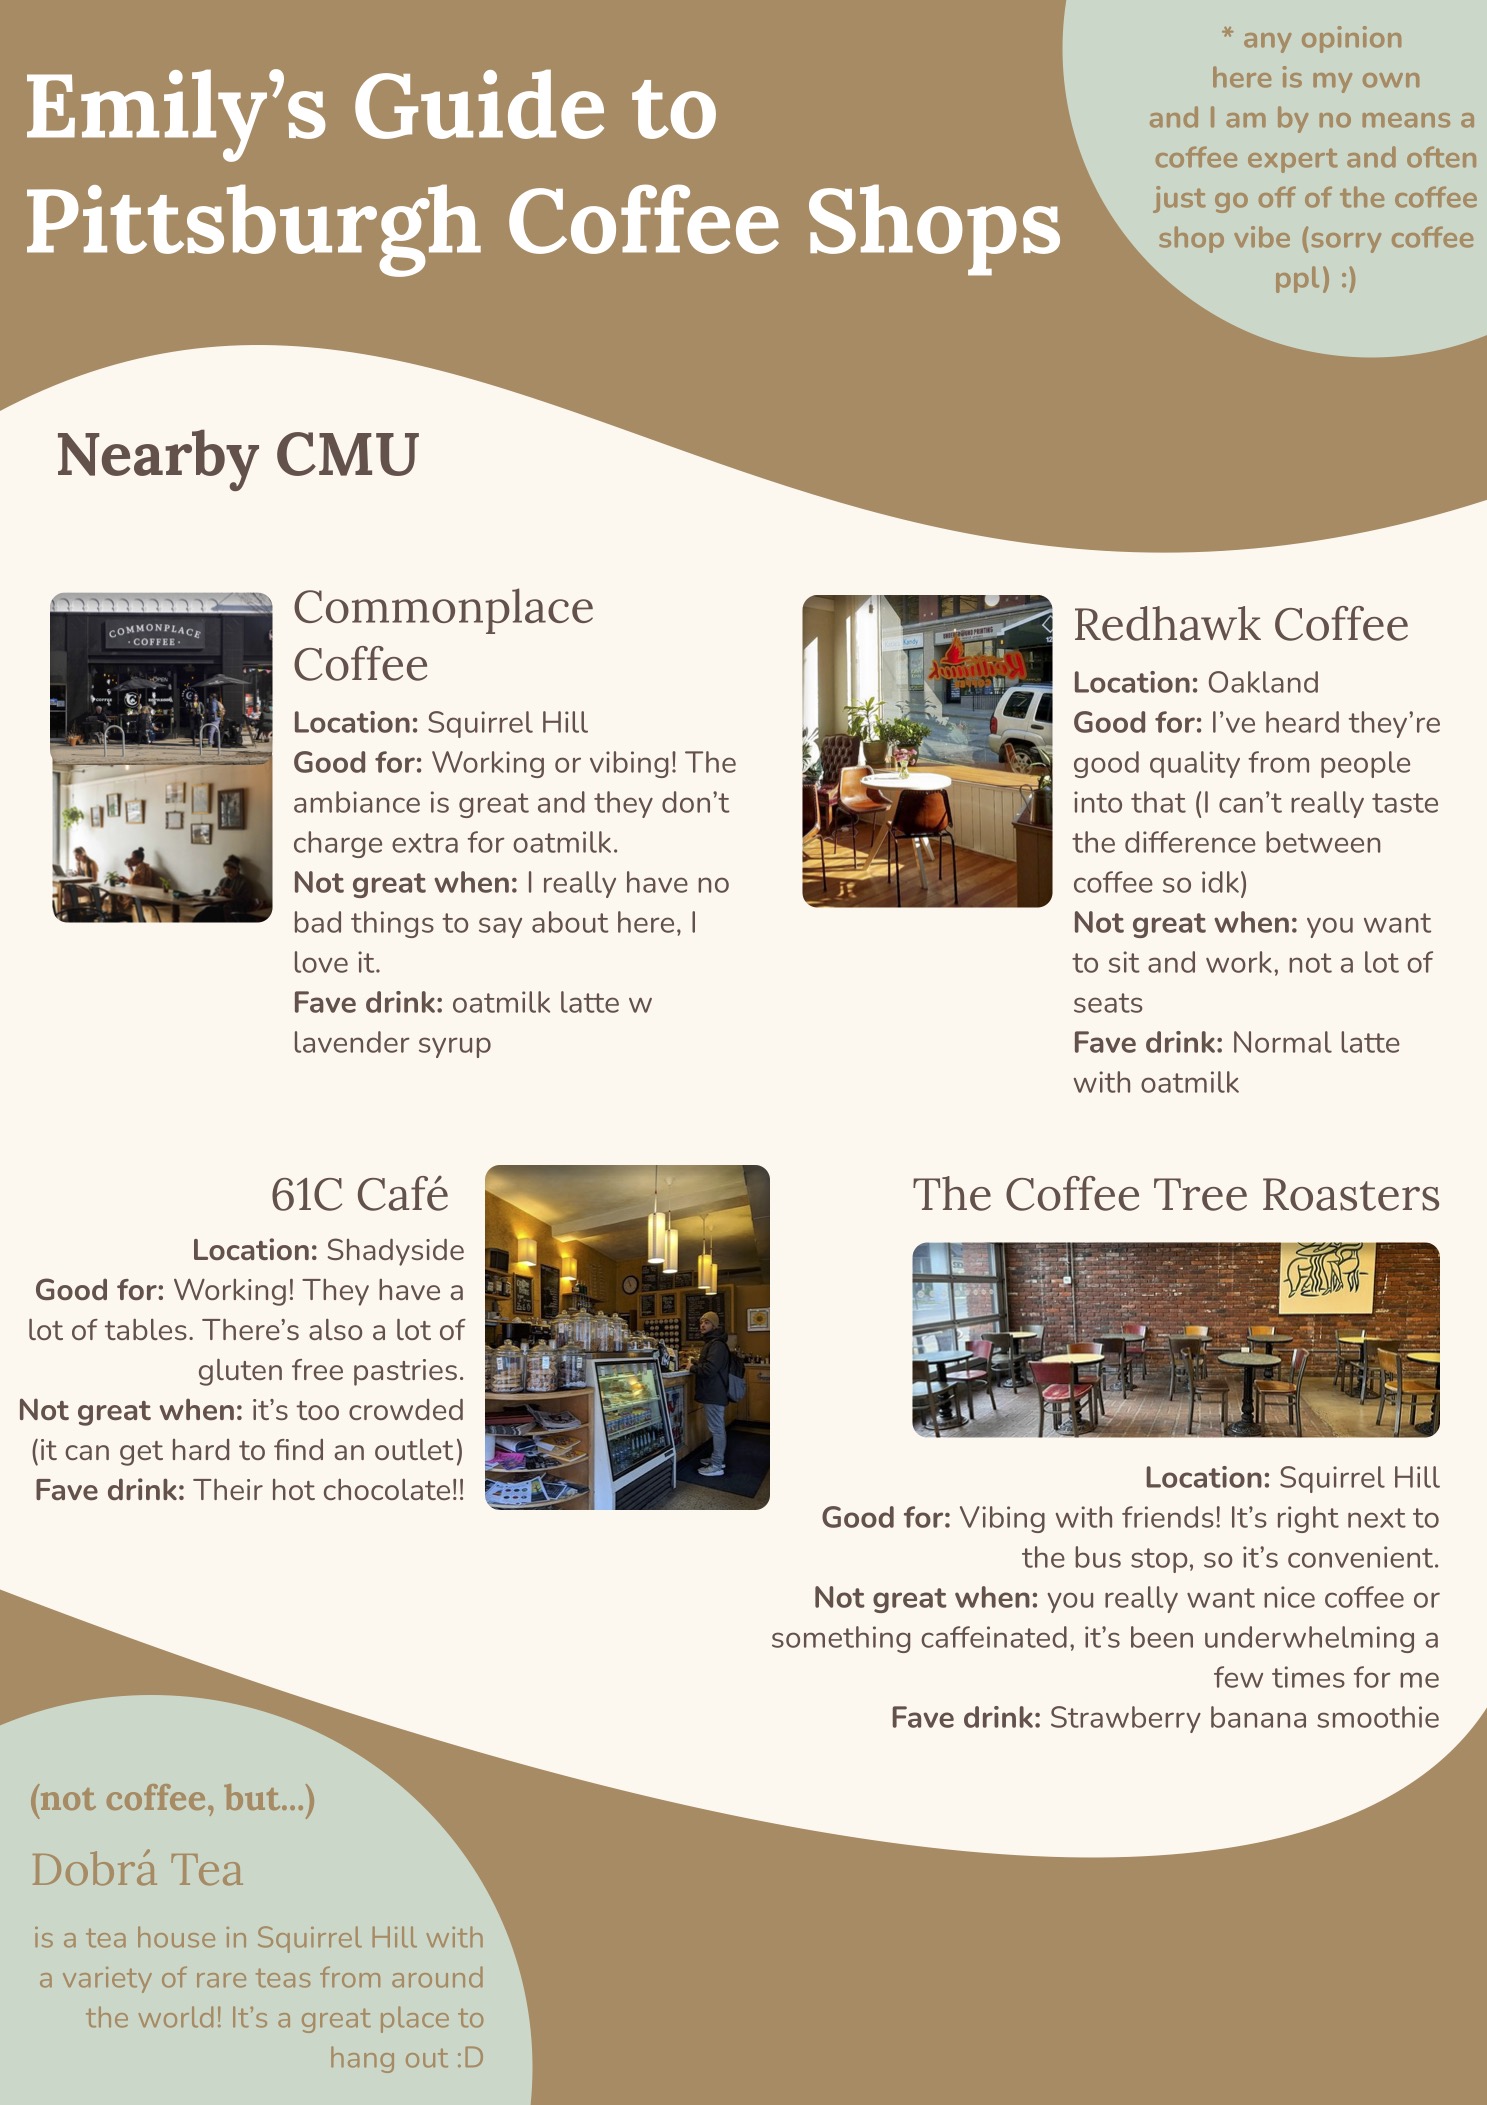 Emily’s Guide to
Pittsburgh Coffee Shops
* any opinion
here is my own
and I am by no means a
coffee expert and often
just go off of the coffee
shop vibe (sorry coffee
ppl) :)
Nearby CMU
COMMONPLACE
· COFFEE ·
Commonplace
Coffee
Location: Squirrel Hill
Good for: Working or vibing! The
ambiance is great and they don’t
charge extra for oatmilk.
Not great when: I really have no
bad things to say about here, I
love it.
Fave drink: oatmilk latte w
lavender syrup
Redhawk
Redhawk Coffee
Location: Oakland
Good for: I’ve heard they’re
good quality from people
into that (I can’t really taste
the difference between
coffee so idk)
Not great when: you want
to sit and work, not a lot of
seats
Fave drink: Normal latte
with oatmilk
61C Café
Location: Shadyside
Good for: Working! They have a
lot of tables. There’s also a lot of
gluten free pastries.
Not great when: it’s too crowded
(it can get hard to find an outlet)
Fave drink: Their hot chocolate!!
The Coffee Tree Roasters
Location: Squirrel Hill
Good for: Vibing with friends! It’s right next to
the bus stop, so it’s convenient.
Not great when: you really want nice coffee or
something caffeinated, it’s been underwhelming a
few times for me
Fave drink: Strawberry banana smoothie
(not coffee, but...)
Dobrá Tea
is a tea house in Squirrel Hill with
a variety of rare teas from around
the world! It’s a great place to
hang out :D